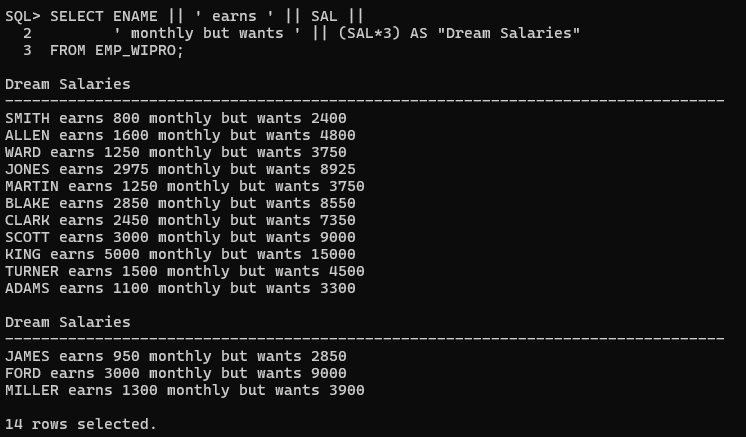 SQL> SELECT ENAME || ' earns ' || SAL ||
  2         ' monthly but wants ' || (SAL*3) AS "Dream Salaries"
  3  FROM EMP_WIPRO;

Dream Salaries
--------------------------------------------------------------------------------
SMITH earns 800 monthly but wants 2400
ALLEN earns 1600 monthly but wants 4800
WARD earns 1250 monthly but wants 3750
JONES earns 2975 monthly but wants 8925
MARTIN earns 1250 monthly but wants 3750
BLAKE earns 2850 monthly but wants 8550
CLARK earns 2450 monthly but wants 7350
SCOTT earns 3000 monthly but wants 9000
KING earns 5000 monthly but wants 15000
TURNER earns 1500 monthly but wants 4500
ADAMS earns 1100 monthly but wants 3300

Dream Salaries
--------------------------------------------------------------------------------
JAMES earns 950 monthly but wants 2850
FORD earns 3000 monthly but wants 9000
MILLER earns 1300 monthly but wants 3900

14 rows selected.